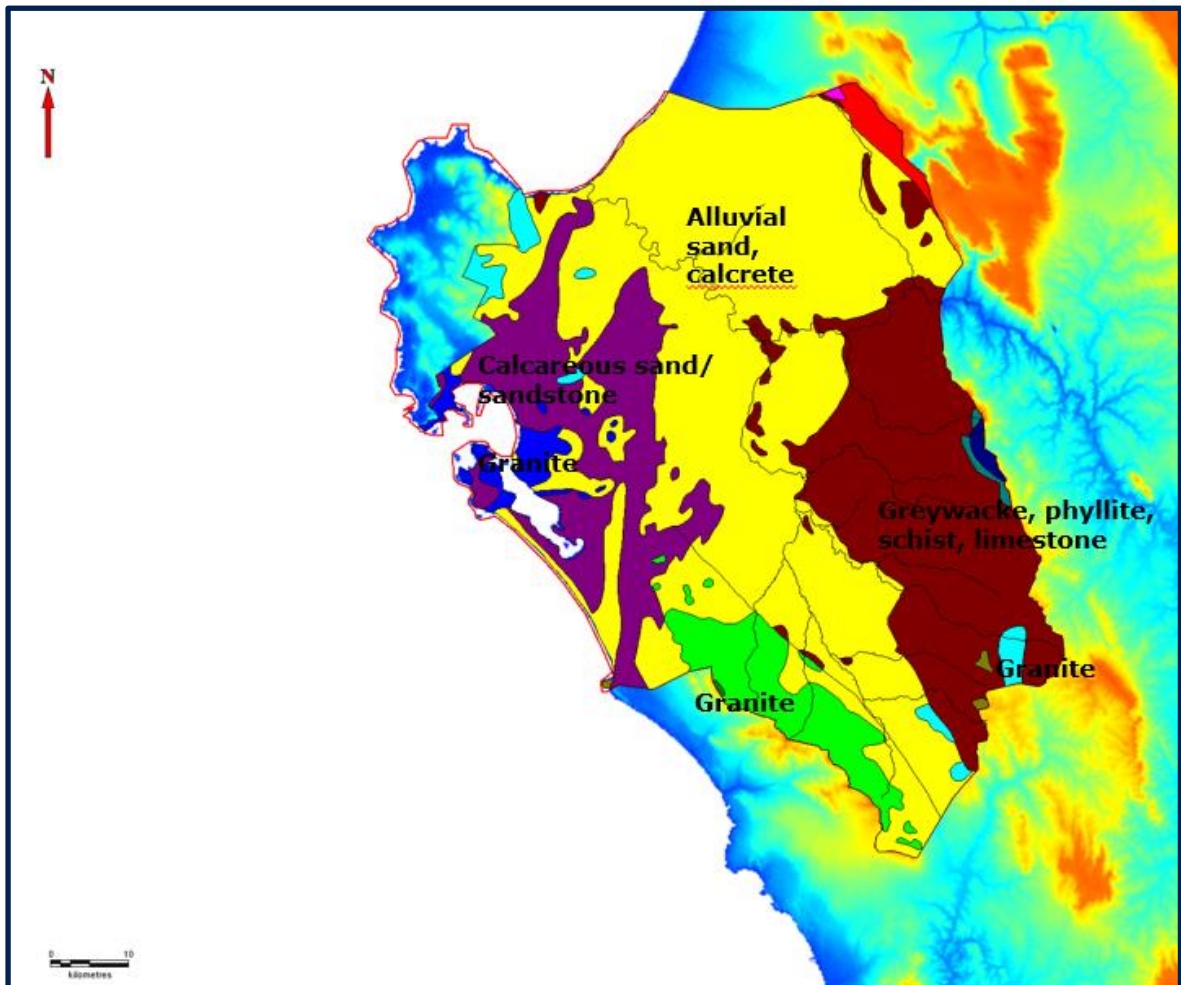 N
Alluvial
sand,
calcrete
Calcareous sand/
sandstone
Granite
Greywacke, phyllite,
schist, limestone
Granite
Granite
0 10
kilometres